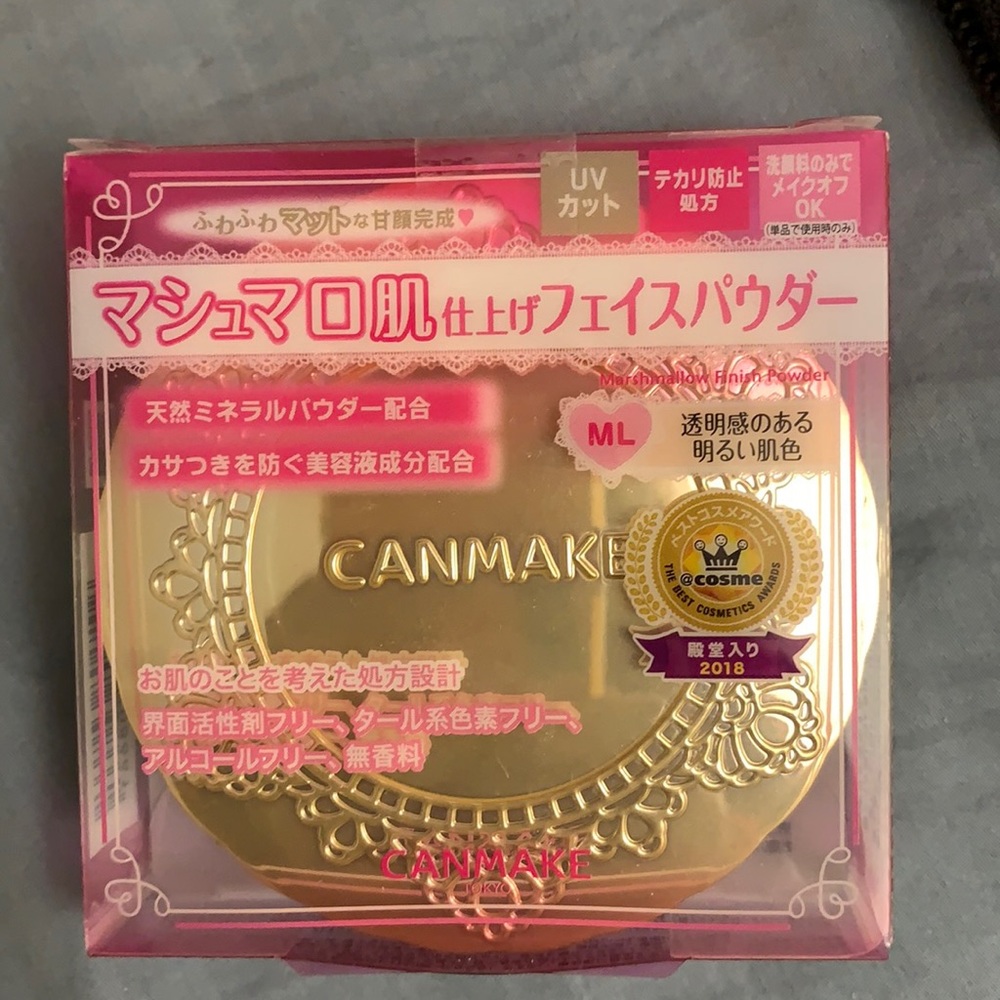 UV
カット
テカリ防止
処方
洗顔料のみで
メイクオフ
OK
(単品で使用時のみ)
ふわふわマットな甘顔完成♥
マシュマロ肌仕上げフェイスパウダー
Marshmallow Finish Powder
天然ミネラルパウダー配合
カサつきを防ぐ美容液成分配合
ML
透明感のある
明るい肌色
CANMAKE
ベストコスメアワード
@cosme
THE BEST COSMETICS AWARDS
殿堂入り
2018
お肌のことを考えた処方設計
界面活性剤フリー、タール系色素フリー、
アルコールフリー、無香料
CANMAKE
TOKYO